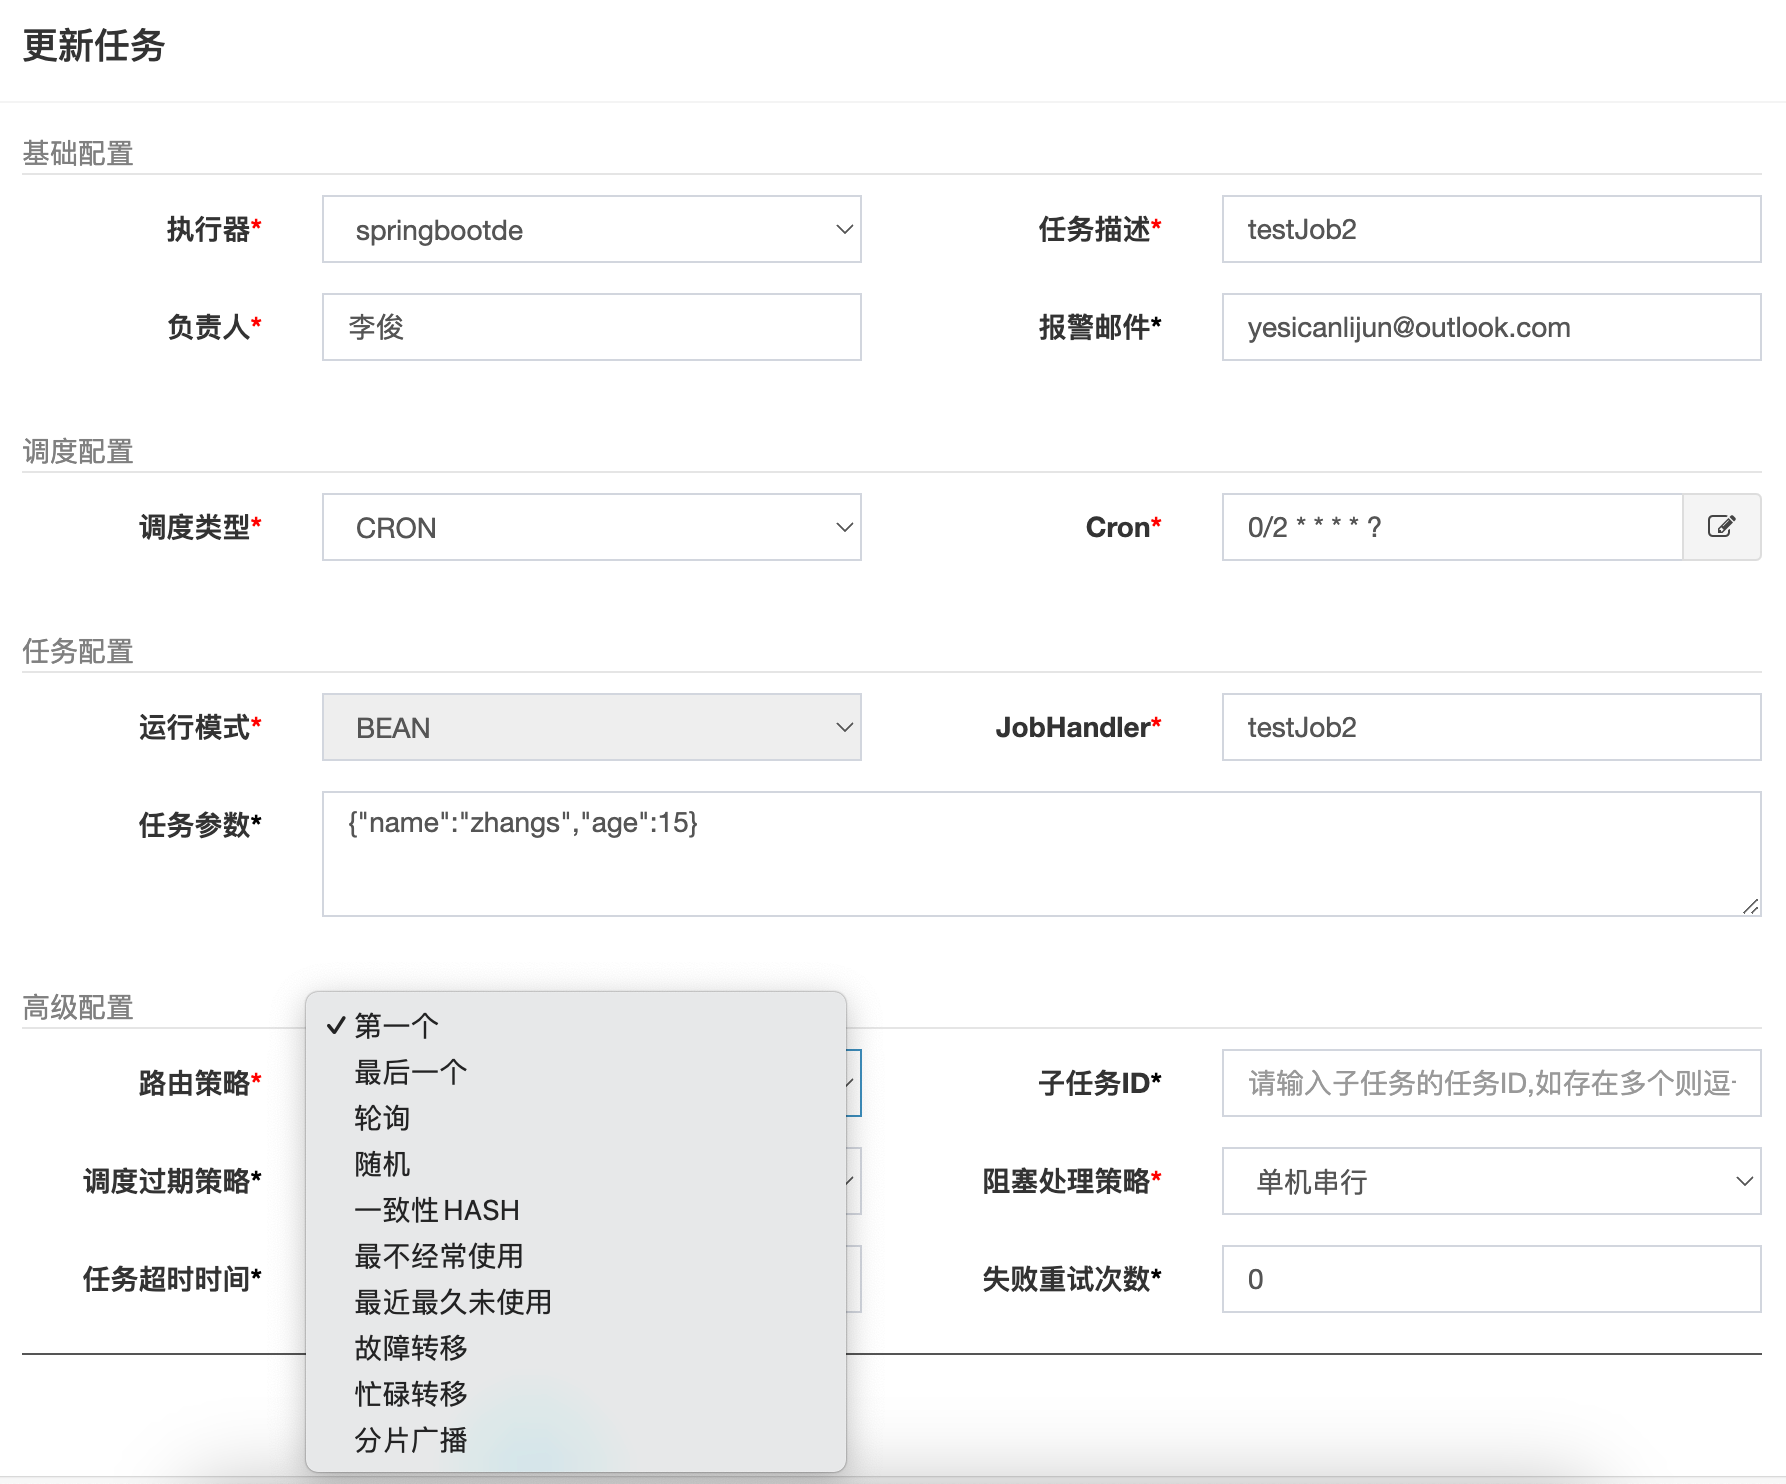 更新任务
基础配置
执行器* springbootde 任务描述* testJob2
负责人* 李俊 报警邮件* yesicanlijun@outlook.com
调度配置
调度类型* CRON Cron* 0/2 * * * * ?
任务配置
运行模式* BEAN JobHandler* testJob2
任务参数* {"name":"zhangs","age":15}
高级配置
✓ 第一个
最后一个
轮询
随机
一致性HASH
最不经常使用
最近最久未使用
故障转移
忙碌转移
分片广播
路由策略* 子任务ID* 请输入子任务的任务ID,如存在多个则逗
调度过期策略* 阻塞处理策略* 单机串行
任务超时时间* 失败重试次数* 0